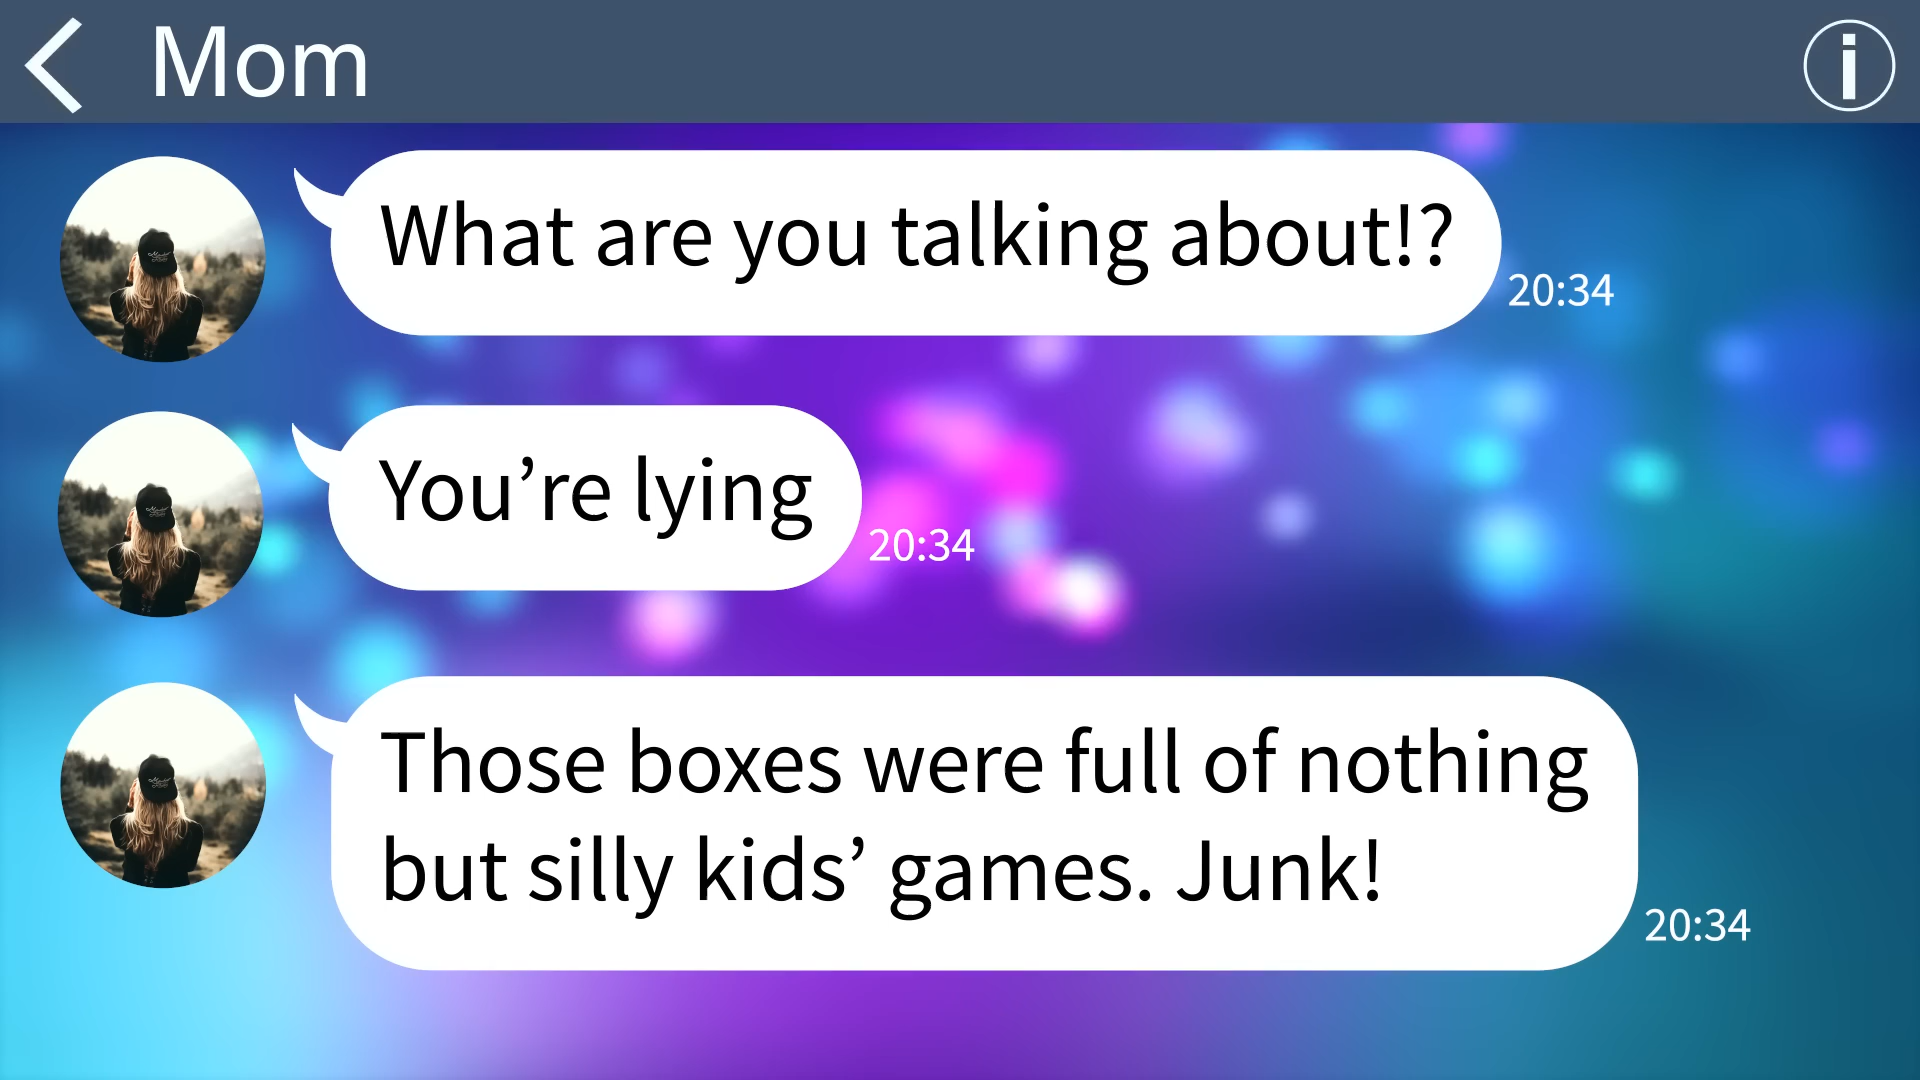 Mom
What are you talking about!?
20:34
You’re lying
20:34
Those boxes were full of nothing
but silly kids’ games. Junk!
20:34